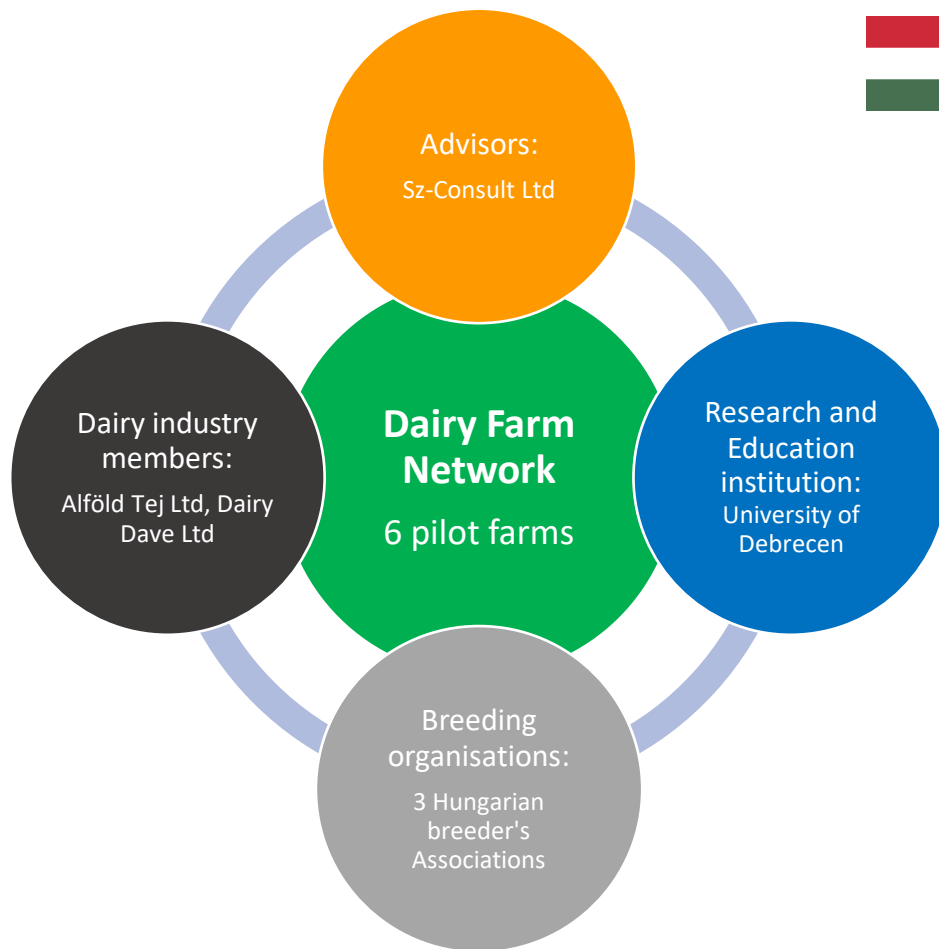 Advisors:
Sz-Consult Ltd
Dairy industry
members:
Alföld Tej Ltd, Dairy
Dave Ltd
Dairy Farm
Network
6 pilot farms
Research and
Education
institution:
University of
Debrecen
Breeding
organisations:
3 Hungarian
breeder's
Associations